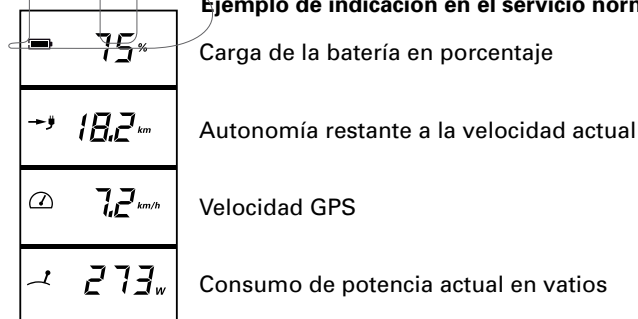 Ejemplo de indicación en el servicio norm
75 % Carga de la batería en porcentaje
18.2 km Autonomía restante a la velocidad actual
7.2 km/h Velocidad GPS
273 W Consumo de potencia actual en vatios